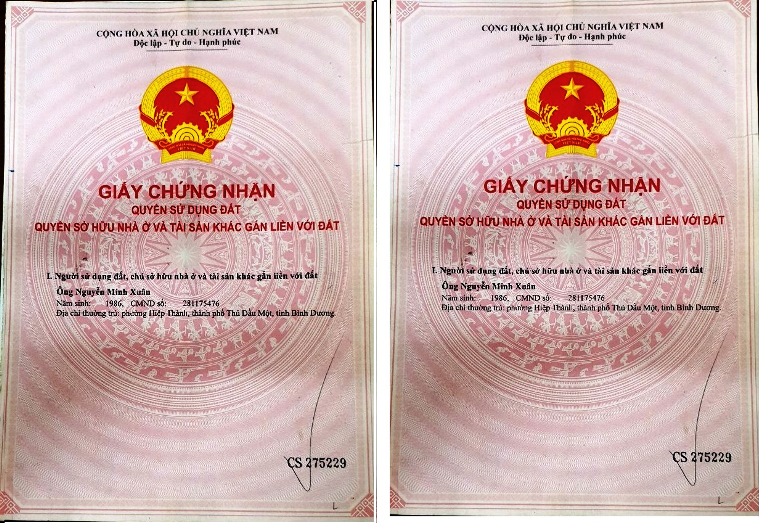 CỘNG HÒA XÃ HỘI CHỦ NGHĨA VIỆT NAM
Độc lập - Tự do - Hạnh phúc
GIẤY CHỨNG NHẬN
QUYỀN SỬ DỤNG ĐẤT
QUYỀN SỞ HỮU NHÀ Ở VÀ TÀI SẢN KHÁC GẮN LIỀN VỚI ĐẤT
I. Người sử dụng đất, chủ sở hữu nhà ở và tài sản khác gắn liền với đất
Ông Nguyễn Minh Xuân
Năm sinh: 1986, CMND số: 281175476
Địa chỉ thường trú: phường Hiệp Thành, thành phố Thủ Dầu Một, tỉnh Bình Dương.
CS 275229
CỘNG HÒA XÃ HỘI CHỦ NGHĨA VIỆT NAM
Độc lập - Tự do - Hạnh phúc
GIẤY CHỨNG NHẬN
QUYỀN SỬ DỤNG ĐẤT
QUYỀN SỞ HỮU NHÀ Ở VÀ TÀI SẢN KHÁC GẮN LIỀN VỚI ĐẤT
I. Người sử dụng đất, chủ sở hữu nhà ở và tài sản khác gắn liền với đất
Ông Nguyễn Minh Xuân
Năm sinh: 1986, CMND số: 281175476
Địa chỉ thường trú: phường Hiệp Thành, thành phố Thủ Dầu Một, tỉnh Bình Dương.
CS 275229